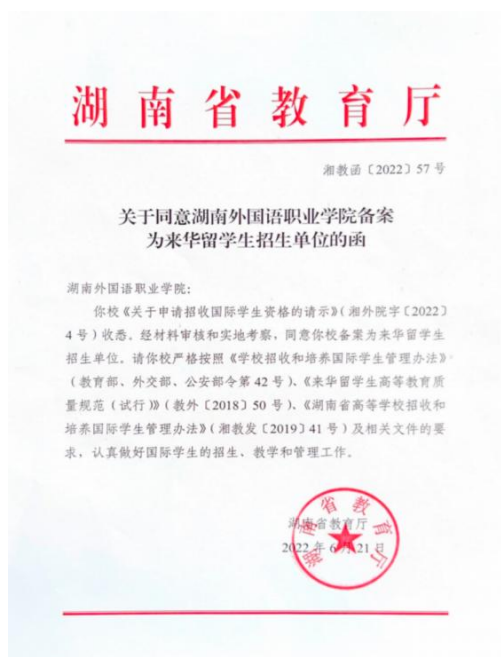 湖南省教育厅
湘教函〔2022〕57号
关于同意湖南外国语职业学院备案
为来华留学生招生单位的函
湖南外国语职业学院：
你校《关于申请招收国际学生资格的请示》（湘外院字〔2022〕
4号）收悉。经材料审核和实地考察，同意你校备案为来华留学生
招生单位。请你校严格按照《学校招收和培养国际学生管理办法》
（教育部、外交部、公安部令第42号）、《来华留学生高等教育质
量规范（试行）》（教外〔2018〕50号）、《湖南省高等学校招收和
培养国际学生管理办法》（湘教发〔2019〕41号）及相关文件的要
求，认真做好国际学生的招生、教学和管理工作。
湖南省教育厅
2022年6月21日
湖南省教育厅